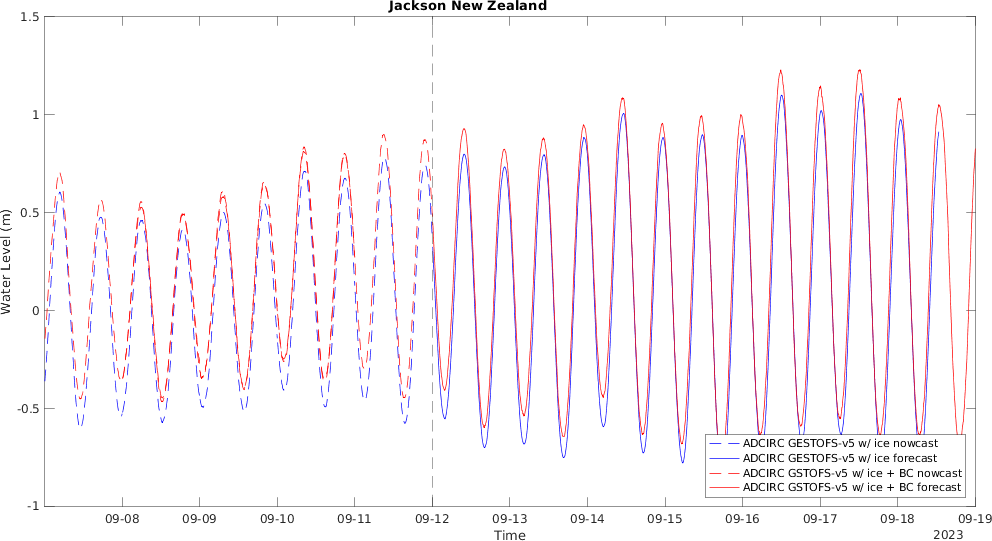 Jackson New Zealand
1.5
1
0.5
0
-0.5
-1
Water Level (m)
ADCIRC GESTOFS-v5 w/ ice nowcast
ADCIRC GESTOFS-v5 w/ ice forecast
ADCIRC GSTOFS-v5 w/ ice + BC nowcast
ADCIRC GSTOFS-v5 w/ ice + BC forecast
09-08 09-09 09-10 09-11 09-12 09-13 09-14 09-15 09-16 09-17 09-18 09-19
Time
2023